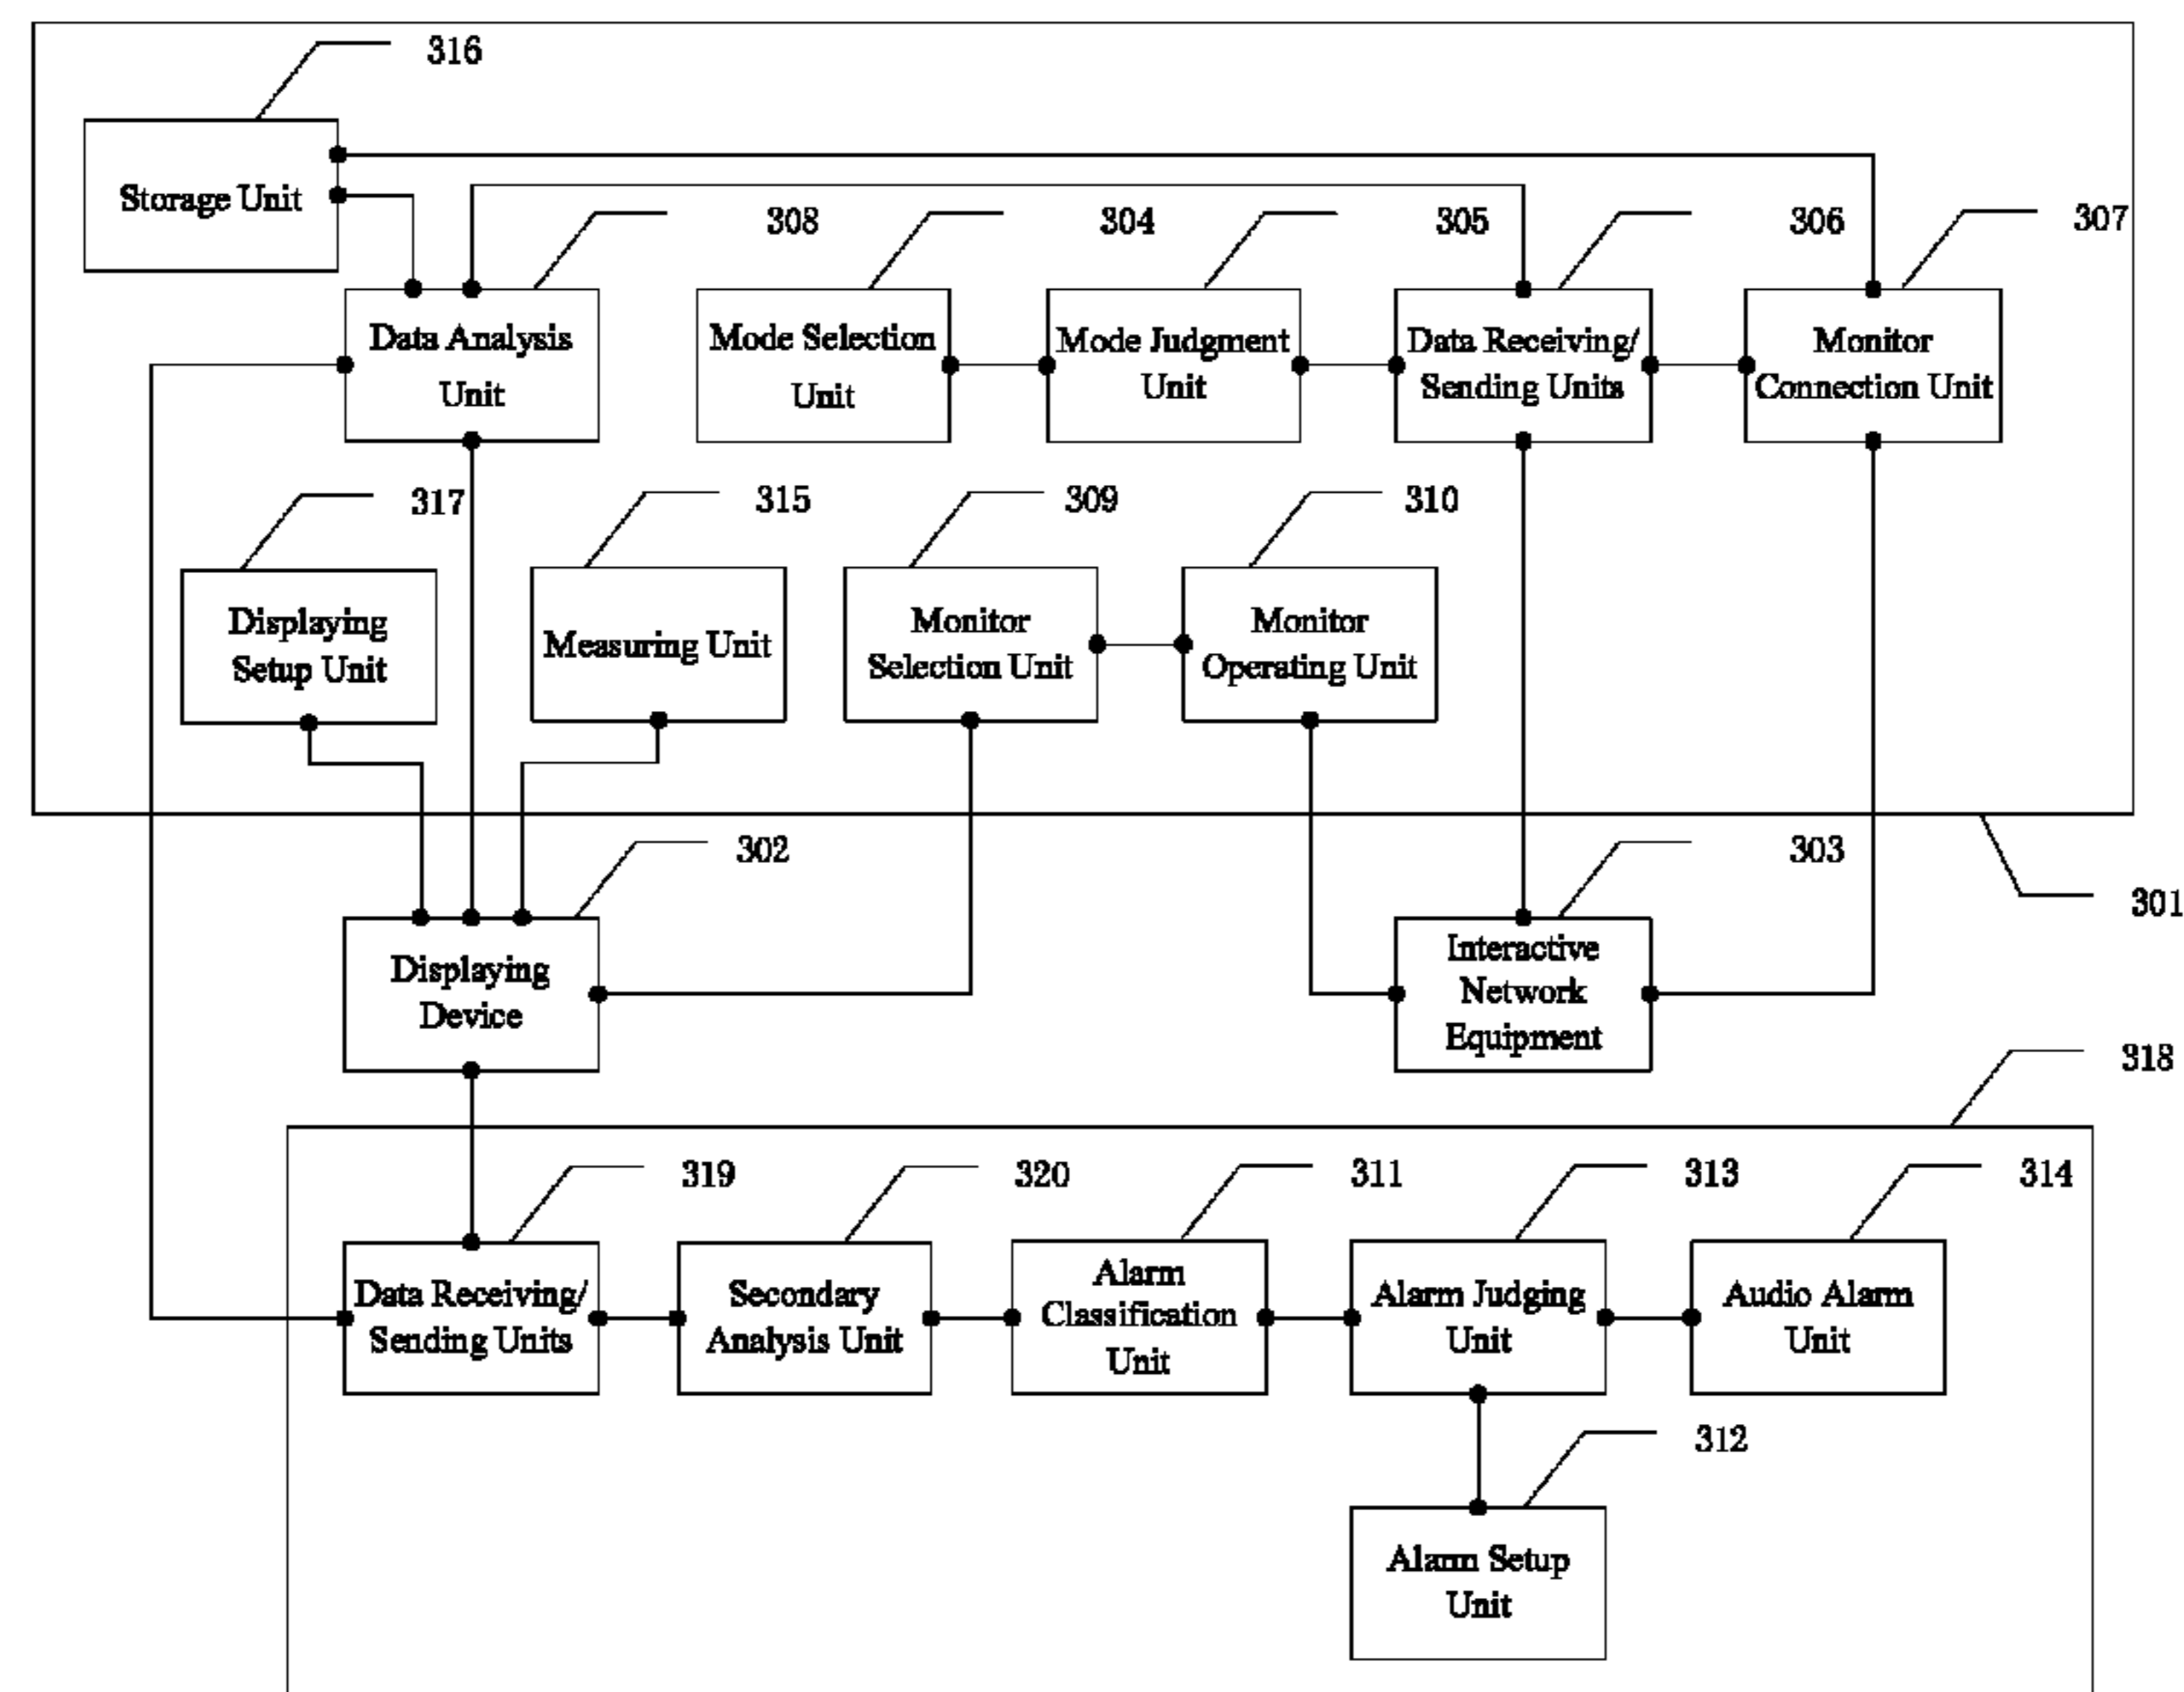 316
Storage Unit
308
304
305
306
307
Data Analysis
Unit
Mode Selection
Unit
Mode Judgment
Unit
Data Receiving/
Sending Units
Monitor
Connection Unit
317
315
309
310
Displaying
Setup Unit
Measuring Unit
Monitor
Selection Unit
Monitor
Operating Unit
302
303
301
Displaying
Device
Interactive
Network
Equipment
318
319
320
311
313
314
Data Receiving/
Sending Units
Secondary
Analysis Unit
Alarm
Classification
Unit
Alarm Judging
Unit
Audio Alarm
Unit
312
Alarm Setup
Unit